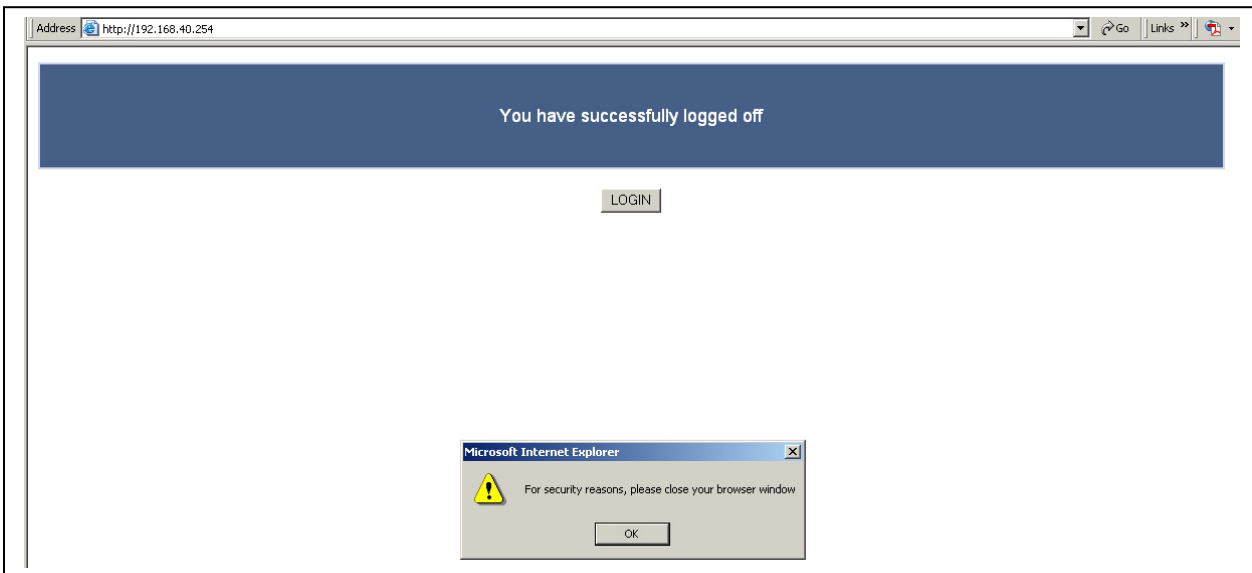 Address http://192.168.40.254 Go Links »
You have successfully logged off
LOGIN
Microsoft Internet Explorer
For security reasons, please close your browser window
OK